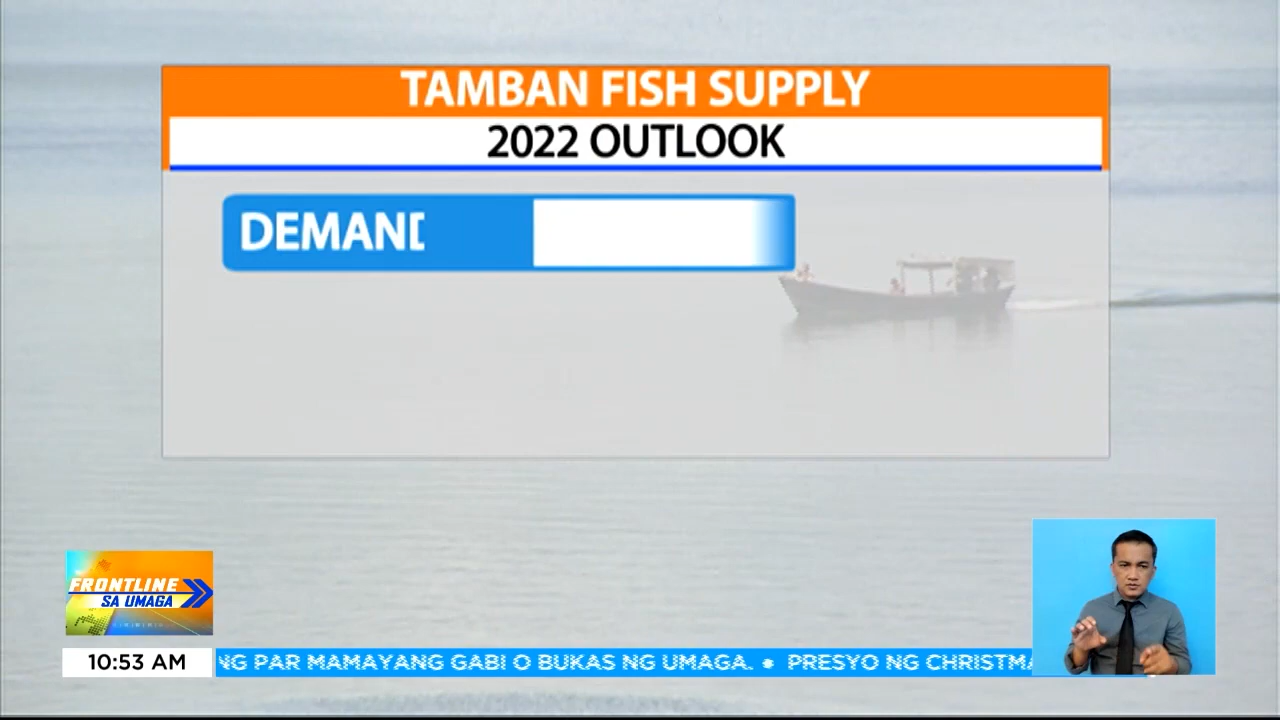 TAMBAN FISH SUPPLY
2022 OUTLOOK
DEMAND
FRONTLINE
SA UMAGA
10:53 AM
NG PAR MAMAYANG GABI O BUKAS NG UMAGA. • PRESYO NG CHRISTMA